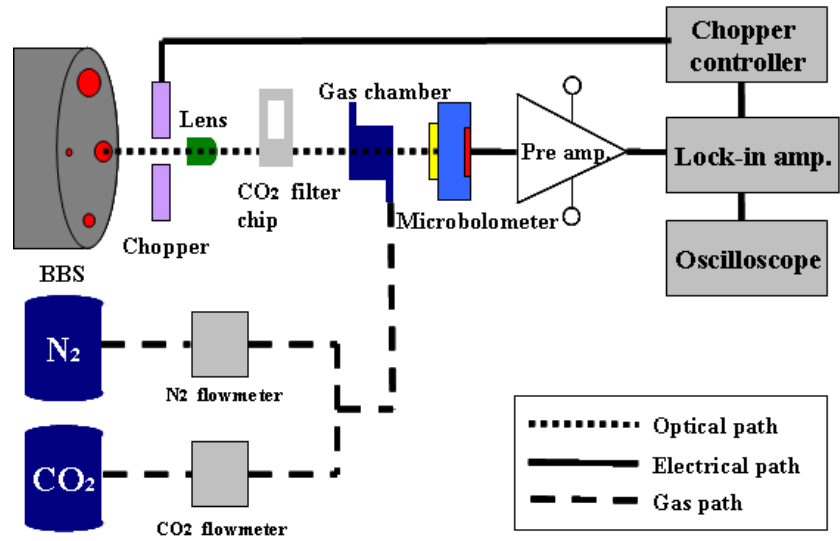 Chopper
controller
Gas chamber
Lens
Pre amp.
Lock-in amp.
CO2 filter
chip
Microbolometer
Chopper
Oscilloscope
BBS
N2
N2 flowmeter
CO2
CO2 flowmeter
Optical path
Electrical path
Gas path